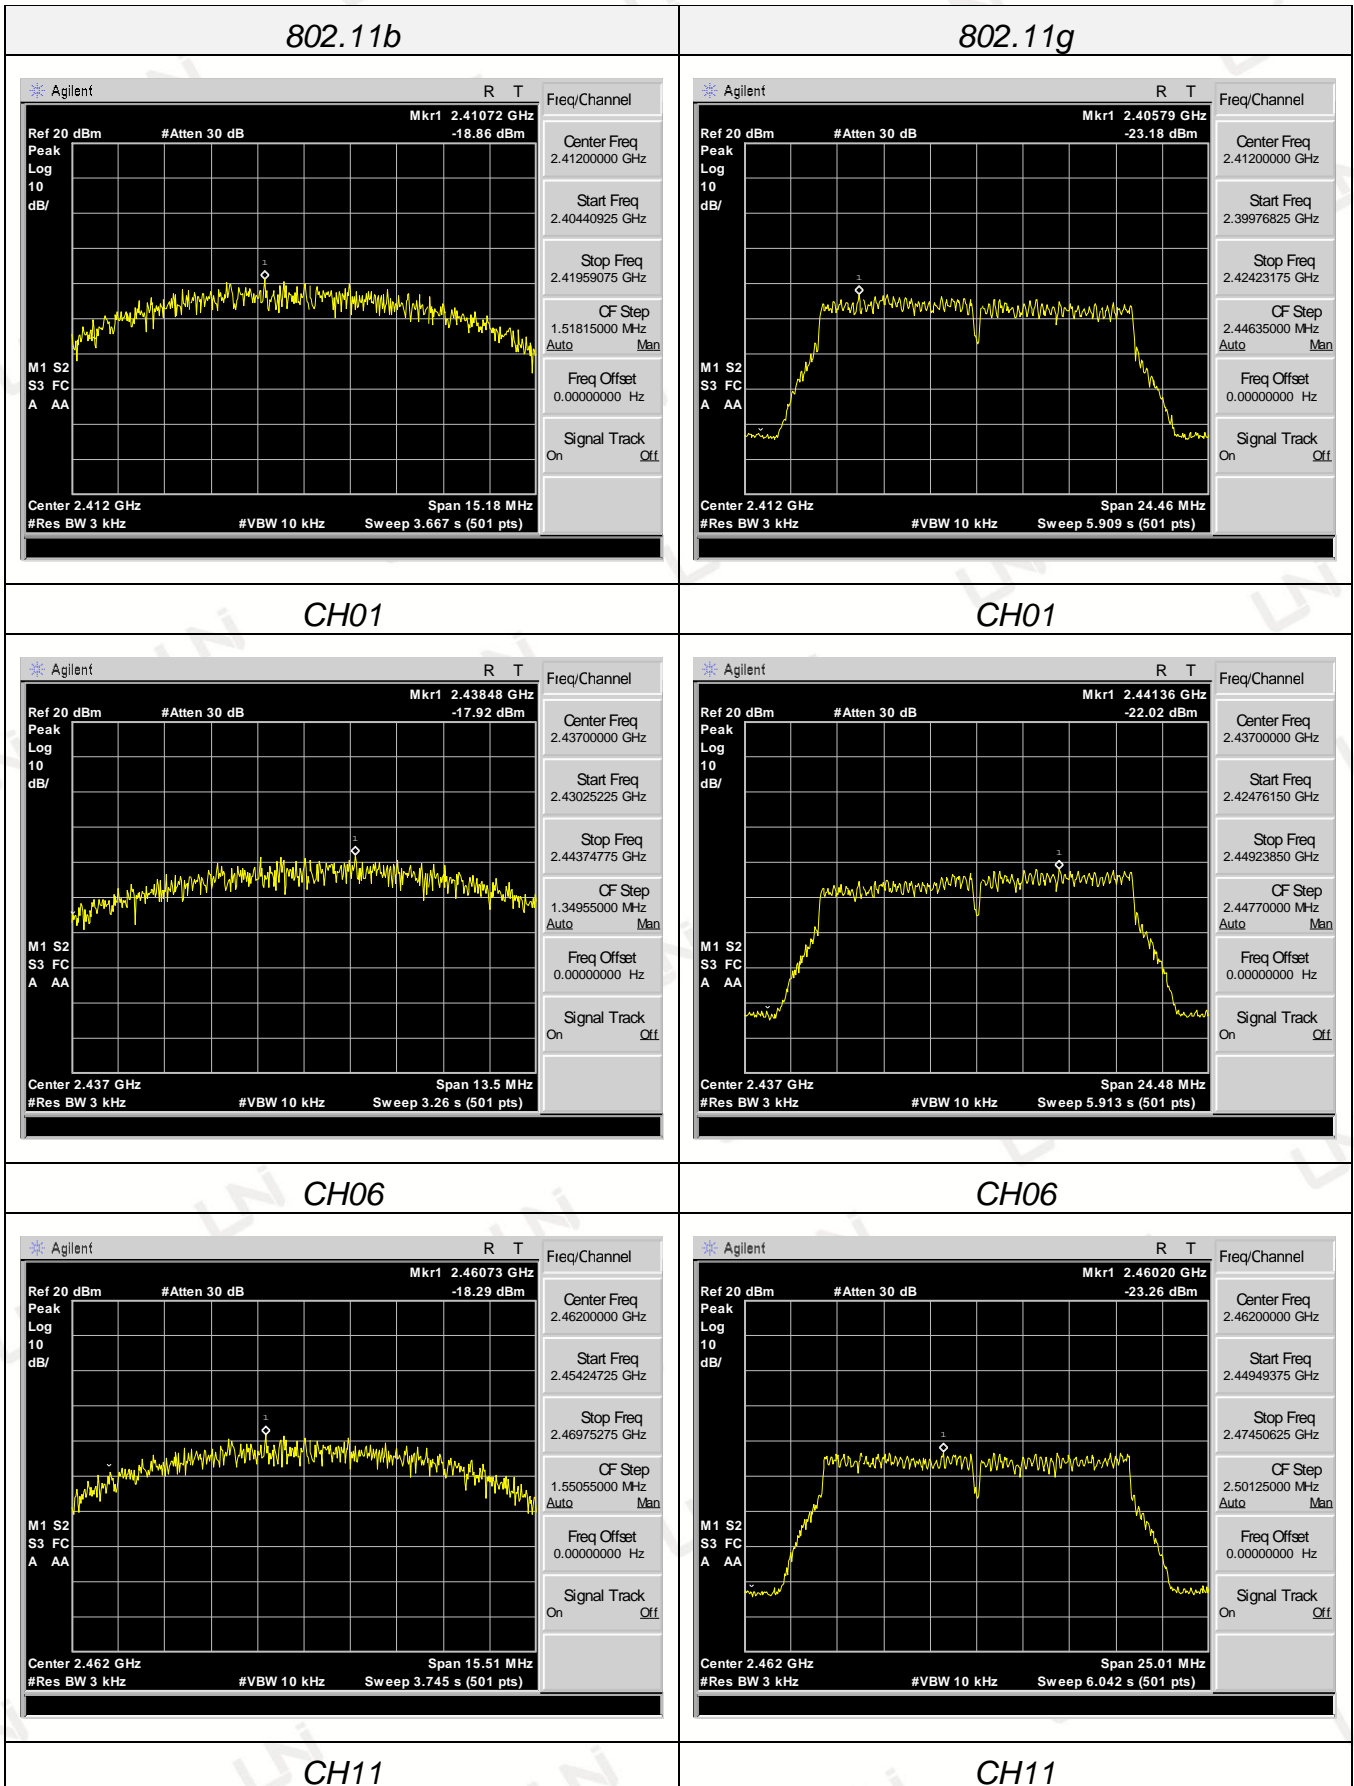 802.11b
802.11g
Agilent R T
Freq/Channel
Mkr1 2.41072 GHz
Ref 20 dBm #Atten 30 dB -18.86 dBm
Peak
Log
10
dB/
M1 S2
S3 FC
A AA
Center 2.412 GHz Span 15.18 MHz
#Res BW 3 kHz #VBW 10 kHz Sweep 3.667 s (501 pts)
Center Freq
2.41200000 GHz
Start Freq
2.40440925 GHz
Stop Freq
2.41959075 GHz
CF Step
1.51815000 MHz
Auto Man
Freq Offset
0.00000000 Hz
Signal Track
On Off
1
Agilent R T
Freq/Channel
Mkr1 2.40579 GHz
Ref 20 dBm #Atten 30 dB -23.18 dBm
Peak
Log
10
dB/
M1 S2
S3 FC
A AA
Center 2.412 GHz Span 24.46 MHz
#Res BW 3 kHz #VBW 10 kHz Sweep 5.909 s (501 pts)
Center Freq
2.41200000 GHz
Start Freq
2.39976825 GHz
Stop Freq
2.42423175 GHz
CF Step
2.44635000 MHz
Auto Man
Freq Offset
0.00000000 Hz
Signal Track
On Off
1
CH01
CH01
Agilent R T
Freq/Channel
Mkr1 2.43848 GHz
Ref 20 dBm #Atten 30 dB -17.92 dBm
Peak
Log
10
dB/
M1 S2
S3 FC
A AA
Center 2.437 GHz Span 13.5 MHz
#Res BW 3 kHz #VBW 10 kHz Sweep 3.26 s (501 pts)
Center Freq
2.43700000 GHz
Start Freq
2.43025225 GHz
Stop Freq
2.44374775 GHz
CF Step
1.34955000 MHz
Auto Man
Freq Offset
0.00000000 Hz
Signal Track
On Off
1
Agilent R T
Freq/Channel
Mkr1 2.44136 GHz
Ref 20 dBm #Atten 30 dB -22.02 dBm
Peak
Log
10
dB/
M1 S2
S3 FC
A AA
Center 2.437 GHz Span 24.48 MHz
#Res BW 3 kHz #VBW 10 kHz Sweep 5.913 s (501 pts)
Center Freq
2.43700000 GHz
Start Freq
2.42476150 GHz
Stop Freq
2.44923850 GHz
CF Step
2.44770000 MHz
Auto Man
Freq Offset
0.00000000 Hz
Signal Track
On Off
1
CH06
CH06
Agilent R T
Freq/Channel
Mkr1 2.46073 GHz
Ref 20 dBm #Atten 30 dB -18.29 dBm
Peak
Log
10
dB/
M1 S2
S3 FC
A AA
Center 2.462 GHz Span 15.51 MHz
#Res BW 3 kHz #VBW 10 kHz Sweep 3.745 s (501 pts)
Center Freq
2.46200000 GHz
Start Freq
2.45424725 GHz
Stop Freq
2.46975275 GHz
CF Step
1.55055000 MHz
Auto Man
Freq Offset
0.00000000 Hz
Signal Track
On Off
1
Agilent R T
Freq/Channel
Mkr1 2.46020 GHz
Ref 20 dBm #Atten 30 dB -23.26 dBm
Peak
Log
10
dB/
M1 S2
S3 FC
A AA
Center 2.462 GHz Span 25.01 MHz
#Res BW 3 kHz #VBW 10 kHz Sweep 6.042 s (501 pts)
Center Freq
2.46200000 GHz
Start Freq
2.44949375 GHz
Stop Freq
2.47450625 GHz
CF Step
2.50125000 MHz
Auto Man
Freq Offset
0.00000000 Hz
Signal Track
On Off
1
CH11
CH11